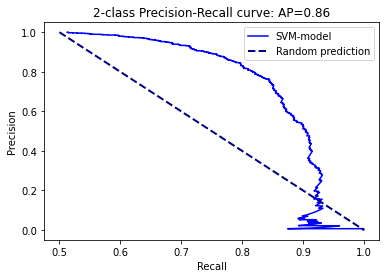 2-class Precision-Recall curve: AP=0.86
SVM-model
Random prediction
Precision
1.0
0.8
0.6
0.4
0.2
0.0
0.5
0.6
0.7
0.8
0.9
1.0
Recall